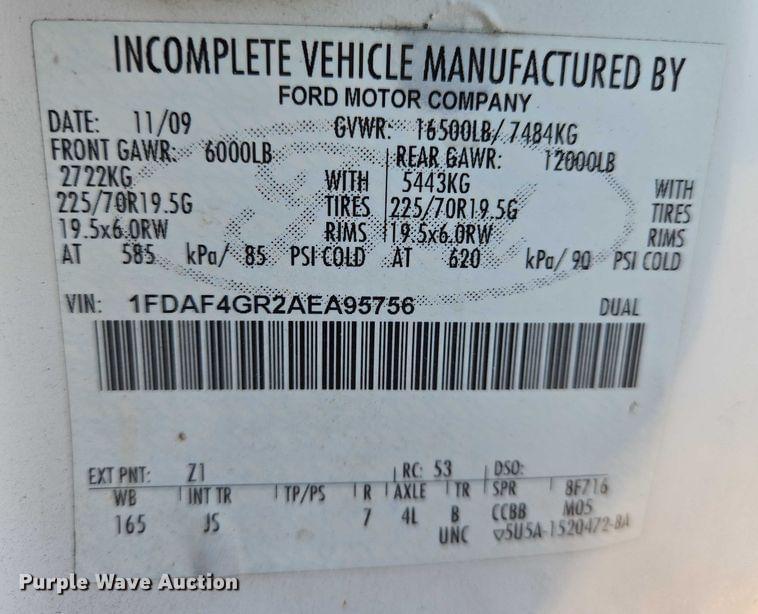 INCOMPLETE VEHICLE MANUFACTURED BY
FORD MOTOR COMPANY
DATE: 11/09 GVWR: 16500LB/ 7484KG
FRONT GAWR: 6000LB REAR GAWR: 12000LB
2722KG WITH 5443KG WITH
225/70R19.5G TIRES 225/70R19.5G TIRES
19.5x6.0RW RIMS 19.5x6.0RW RIMS
AT 585 kPa/ 85 PSI COLD AT 620 kPa/ 90 PSI COLD
VIN: 1FDAF4GR2AEA95756 DUAL
EXT PNT: Z1 RC: 53 DSO:
WB INT TR TP/PS R AXLE TR SPR 8F716
165 JS 7 4L B CCBB M05
UNC 5U5A-1520472-BA
Purple Wave Auction